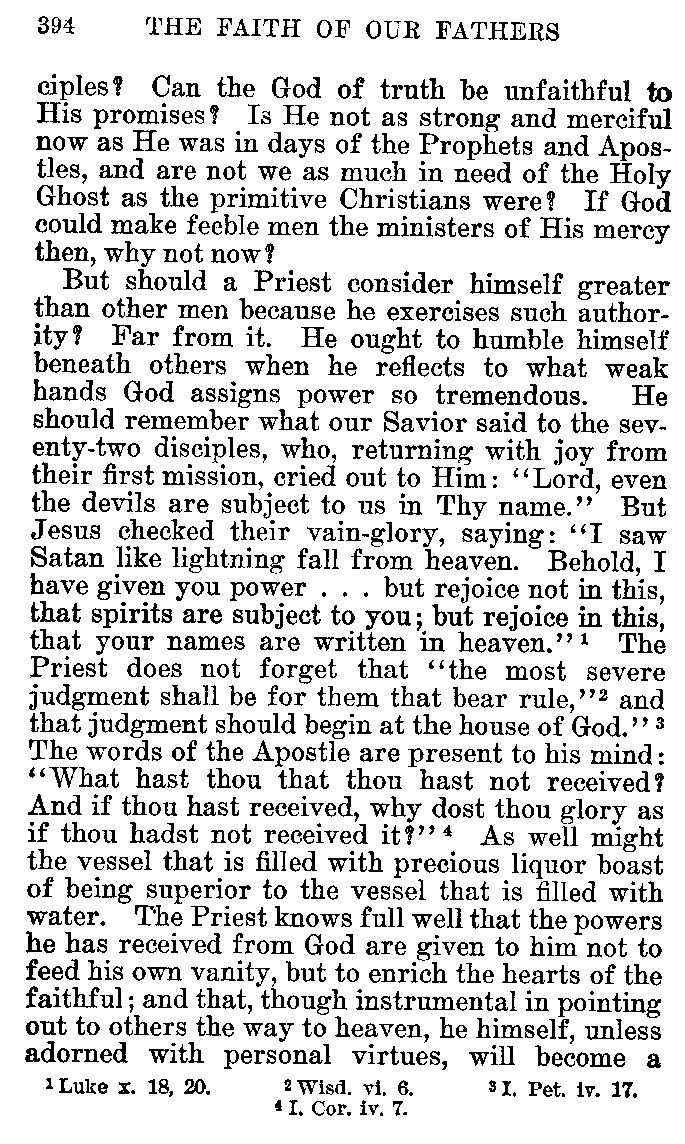 394 THE FAITH OF OUR FATHERS
ciples? Can the God of truth be unfaithful to
His promises? Is He not as strong and merciful
now as He was in days of the Prophets and Apos-
tles, and are not we as much in need of the Holy
Ghost as the primitive Christians were? If God
could make feeble men the ministers of His mercy
then, why not now?
But should a Priest consider himself greater
than other men because he exercises such author-
ity? Far from it. He ought to humble himself
beneath others when he reflects to what weak
hands God assigns power so tremendous. He
should remember what our Savior said to the sev-
enty-two disciples, who, returning with joy from
their first mission, cried out to Him: "Lord, even
the devils are subject to us in Thy name." But
Jesus checked their vain-glory, saying: "I saw
Satan like lightning fall from heaven. Behold, I
have given you power . . . but rejoice not in this,
that spirits are subject to you; but rejoice in this,
that your names are written in heaven."¹ The
Priest does not forget that "the most severe
judgment shall be for them that bear rule,"² and
that judgment should begin at the house of God."³
The words of the Apostle are present to his mind:
"What hast thou that thou hast not received?
And if thou hast received, why dost thou glory as
if thou hadst not received it?"⁴ As well might
the vessel that is filled with precious liquor boast
of being superior to the vessel that is filled with
water. The Priest knows full well that the powers
he has received from God are given to him not to
feed his own vanity, but to enrich the hearts of the
faithful; and that, though instrumental in pointing
out to others the way to heaven, he himself, unless
adorned with personal virtues, will become a
¹ Luke x. 18, 20. ² Wisd. vi. 6. ³ I. Pet. iv. 17.
⁴ I. Cor. iv. 7.